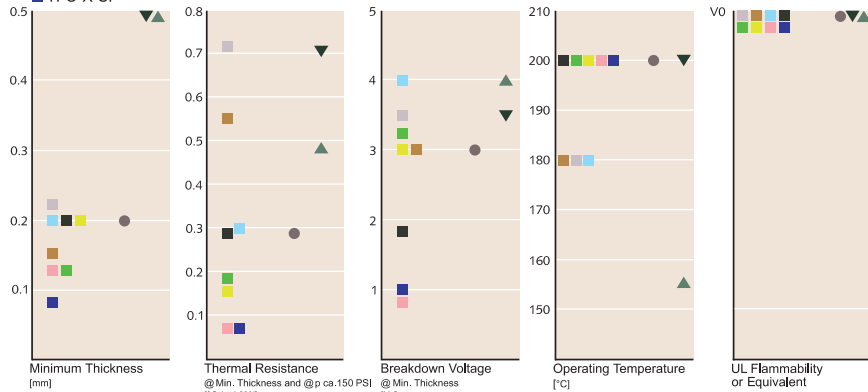 0.5
0.4
0.3
0.2
0.1
Minimum Thickness
[mm]
0.8
0.7
0.6
0.5
0.4
0.3
0.2
0.1
Thermal Resistance
@ Min. Thickness and @ p ca.150 PSI
5
4
3
2
1
Breakdown Voltage
@ Min. Thickness
210
200
190
180
170
160
150
140
Operating Temperature
[°C]
V0
UL Flammability
or Equivalent